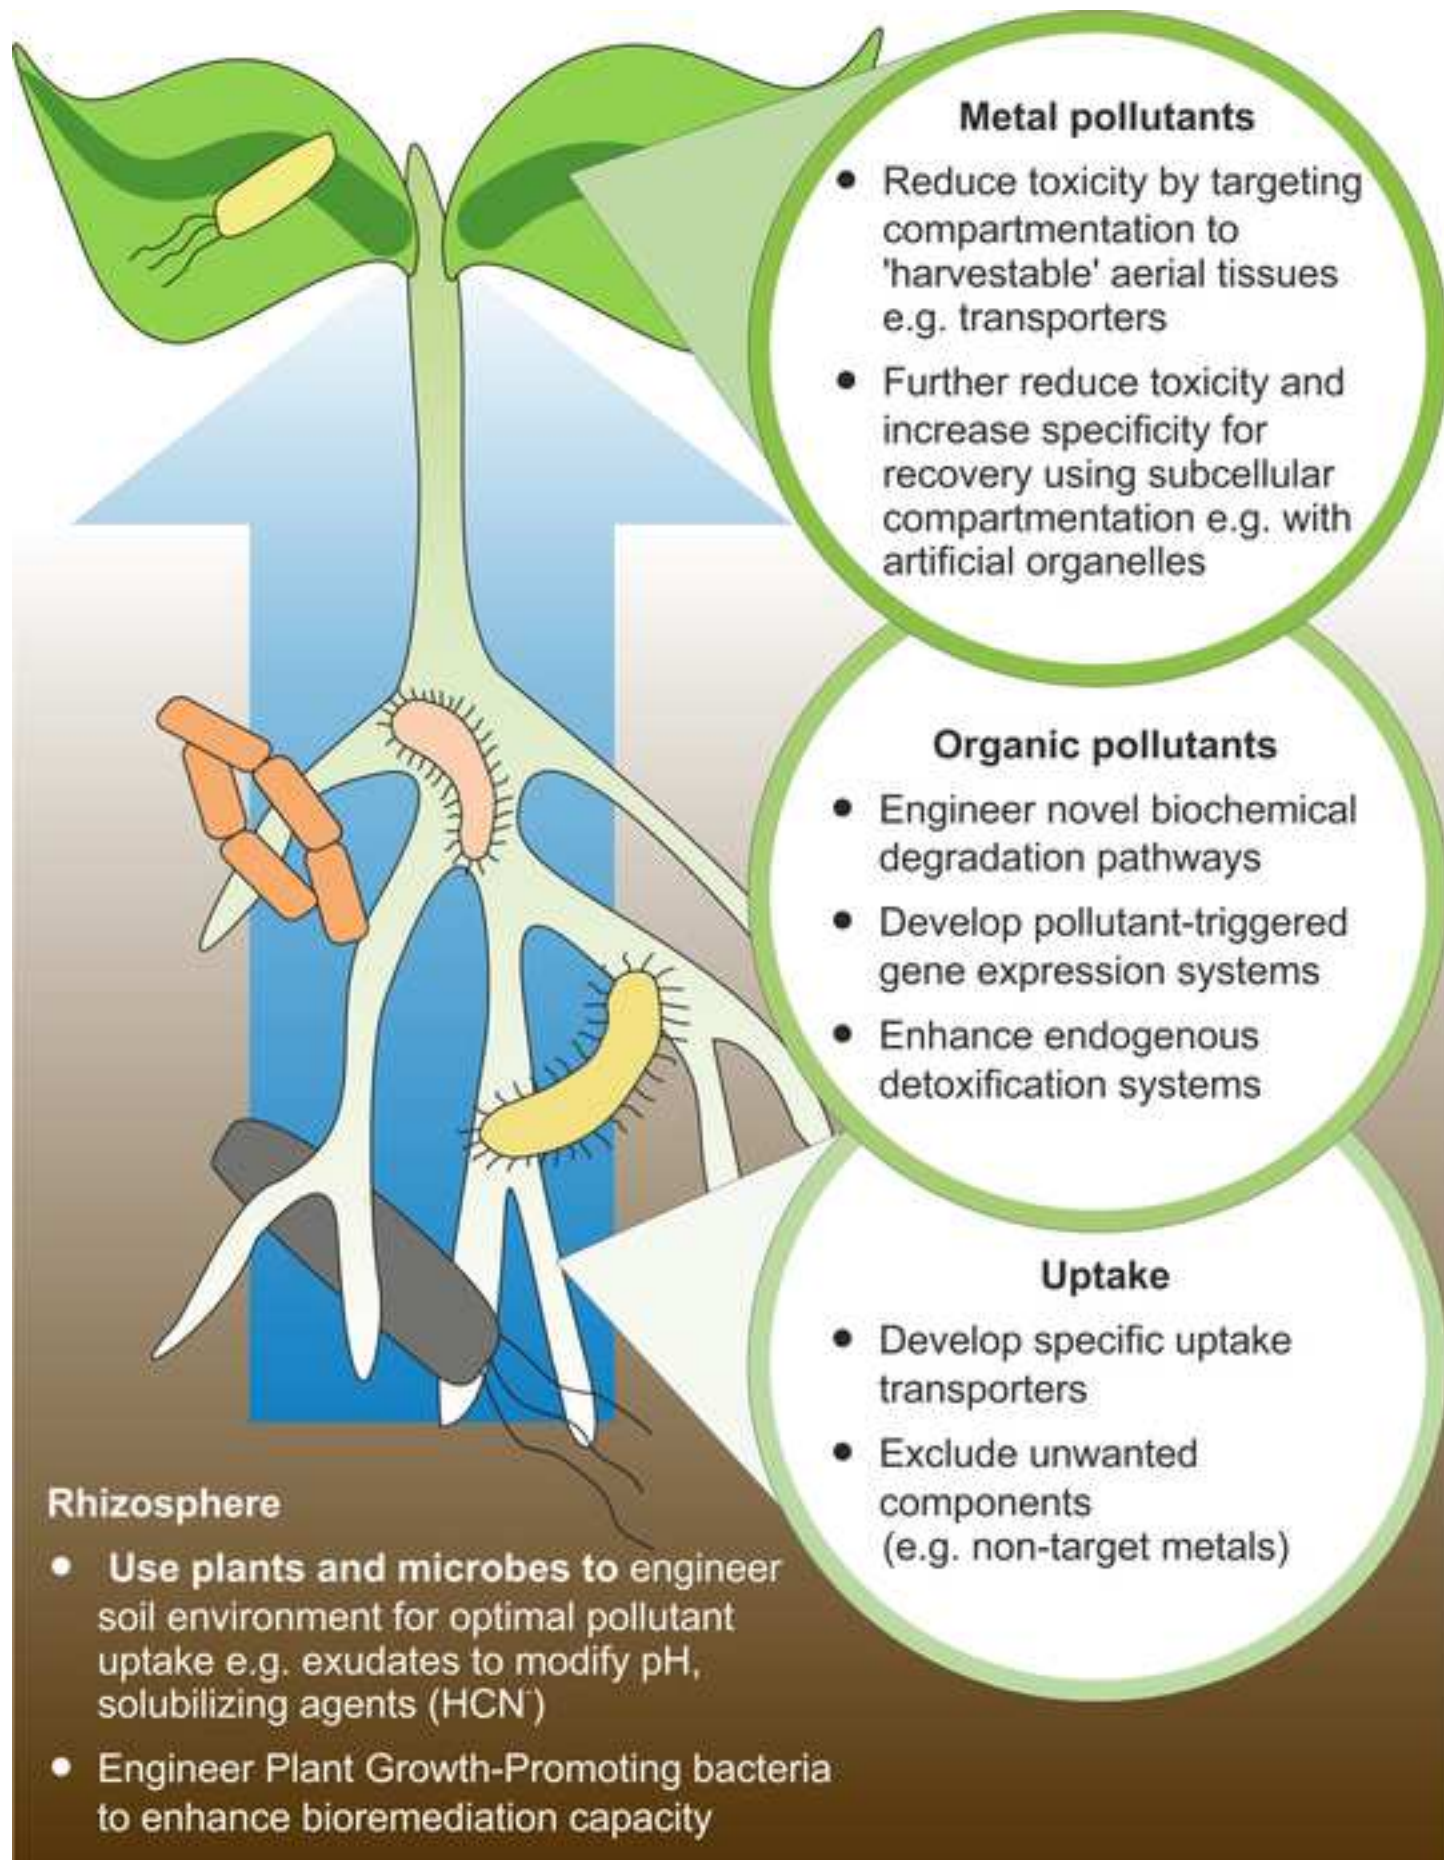 Metal pollutants
● Reduce toxicity by targeting
compartmentation to
'harvestable' aerial tissues
e.g. transporters
● Further reduce toxicity and
increase specificity for
recovery using subcellular
compartmentation e.g. with
artificial organelles
Organic pollutants
● Engineer novel biochemical
degradation pathways
● Develop pollutant-triggered
gene expression systems
● Enhance endogenous
detoxification systems
Uptake
● Develop specific uptake
transporters
● Exclude unwanted
components
(e.g. non-target metals)
Rhizosphere
● Use plants and microbes to engineer
soil environment for optimal pollutant
uptake e.g. exudates to modify pH,
solubilizing agents (HCN⁻)
● Engineer Plant Growth-Promoting bacteria
to enhance bioremediation capacity